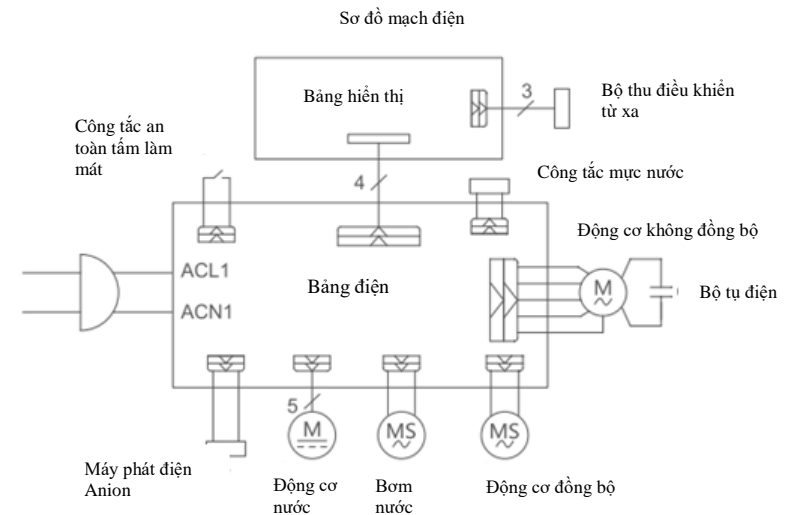 Sơ đồ mạch điện
Bảng hiển thị
3
Bộ thu điều khiển
từ xa
Công tắc an
toàn tấm làm
mát
4
Công tắc mực nước
Động cơ không đồng bộ
ACL1
Bảng điện
M
Bộ tụ điện
ACN1
5
M
MS
MS
Máy phát điện
Anion
Động cơ
nước
Bơm
nước
Động cơ đồng bộ